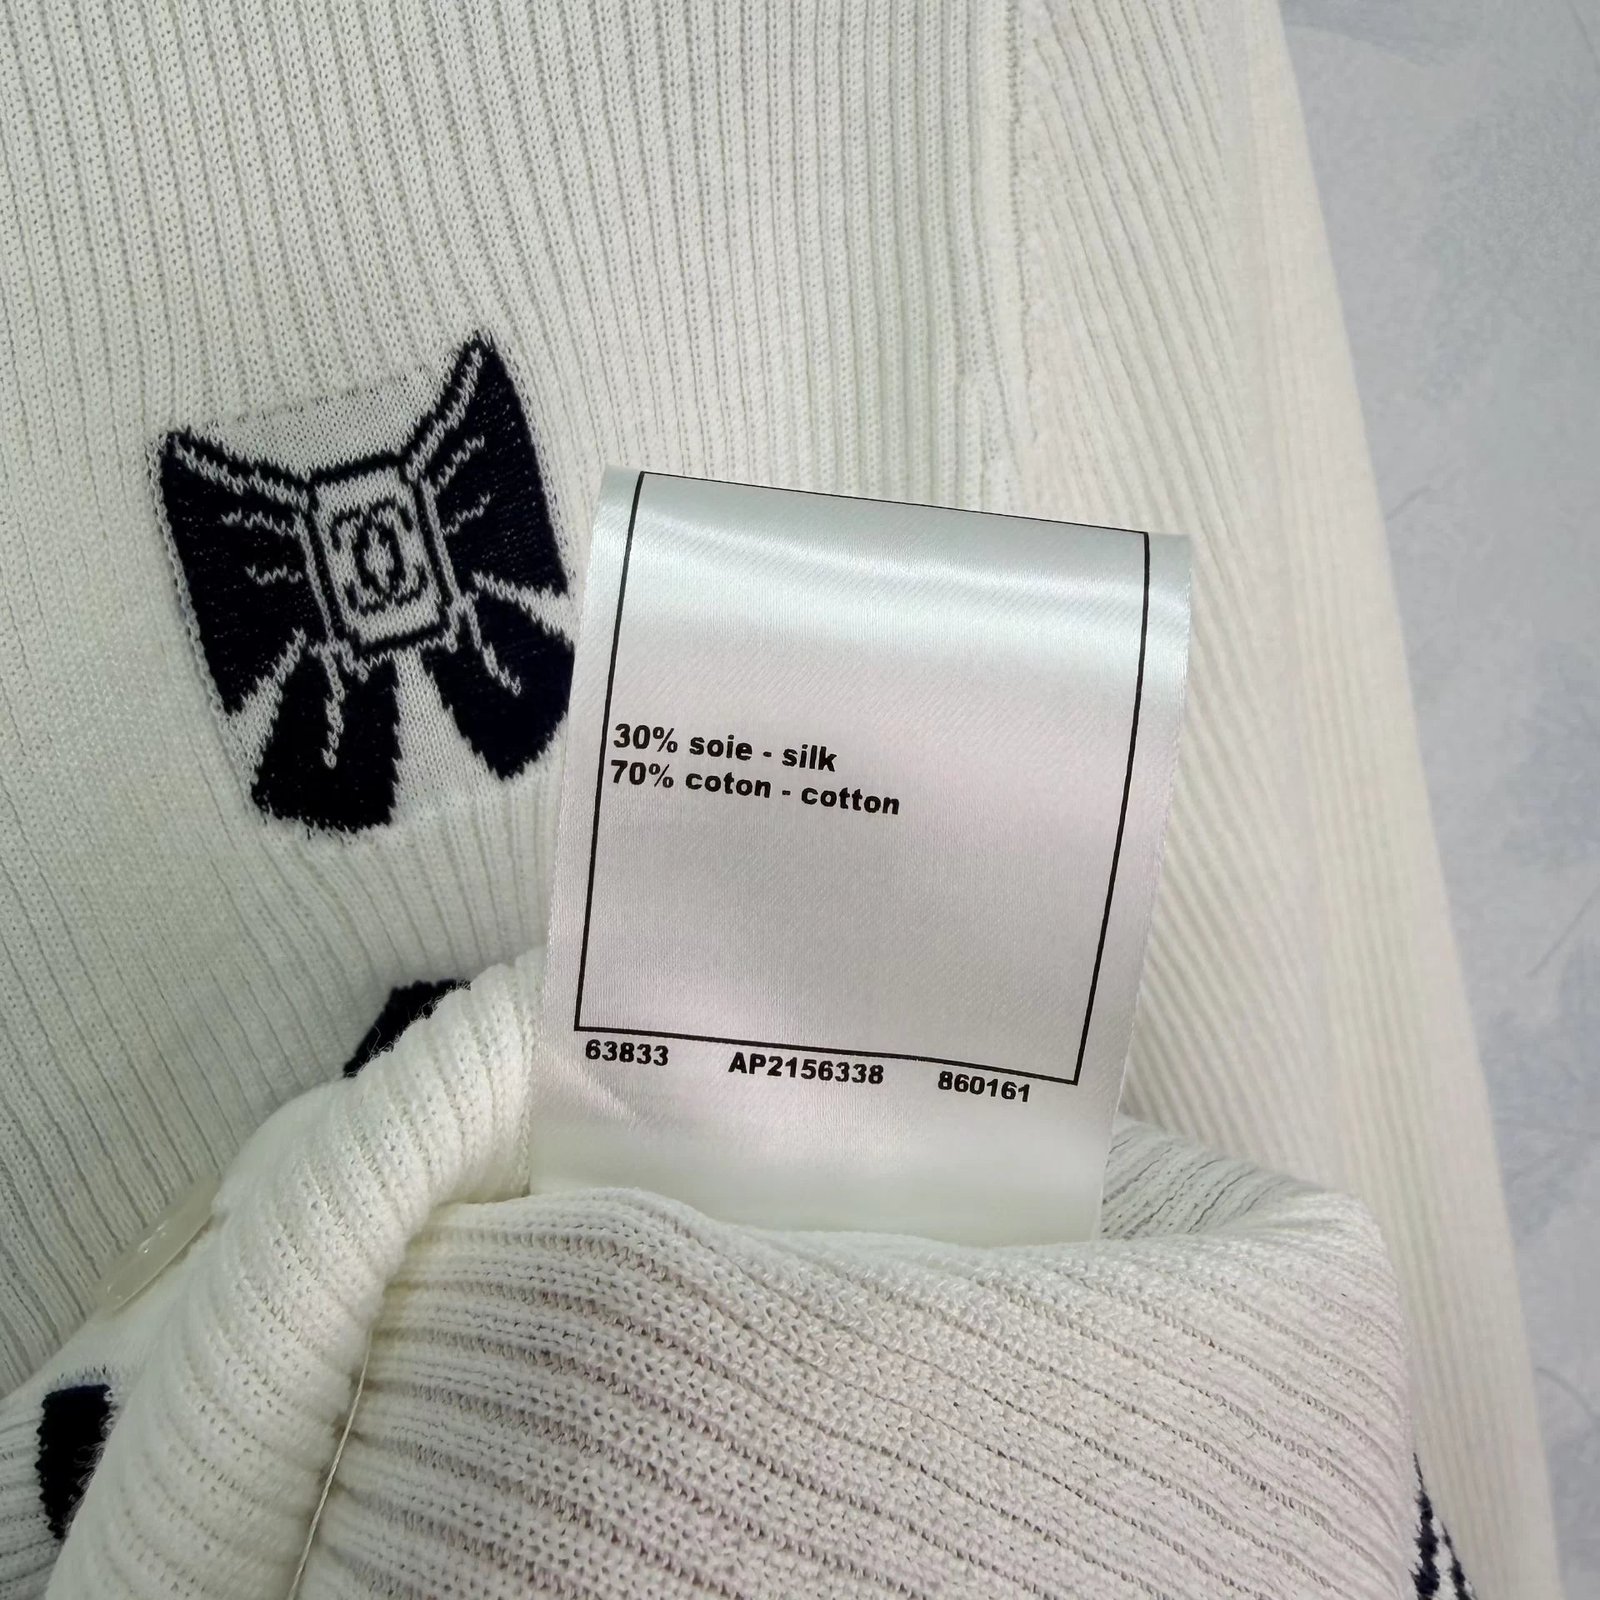 30% soie - silk
70% coton - cotton
63833 AP2156338 860161